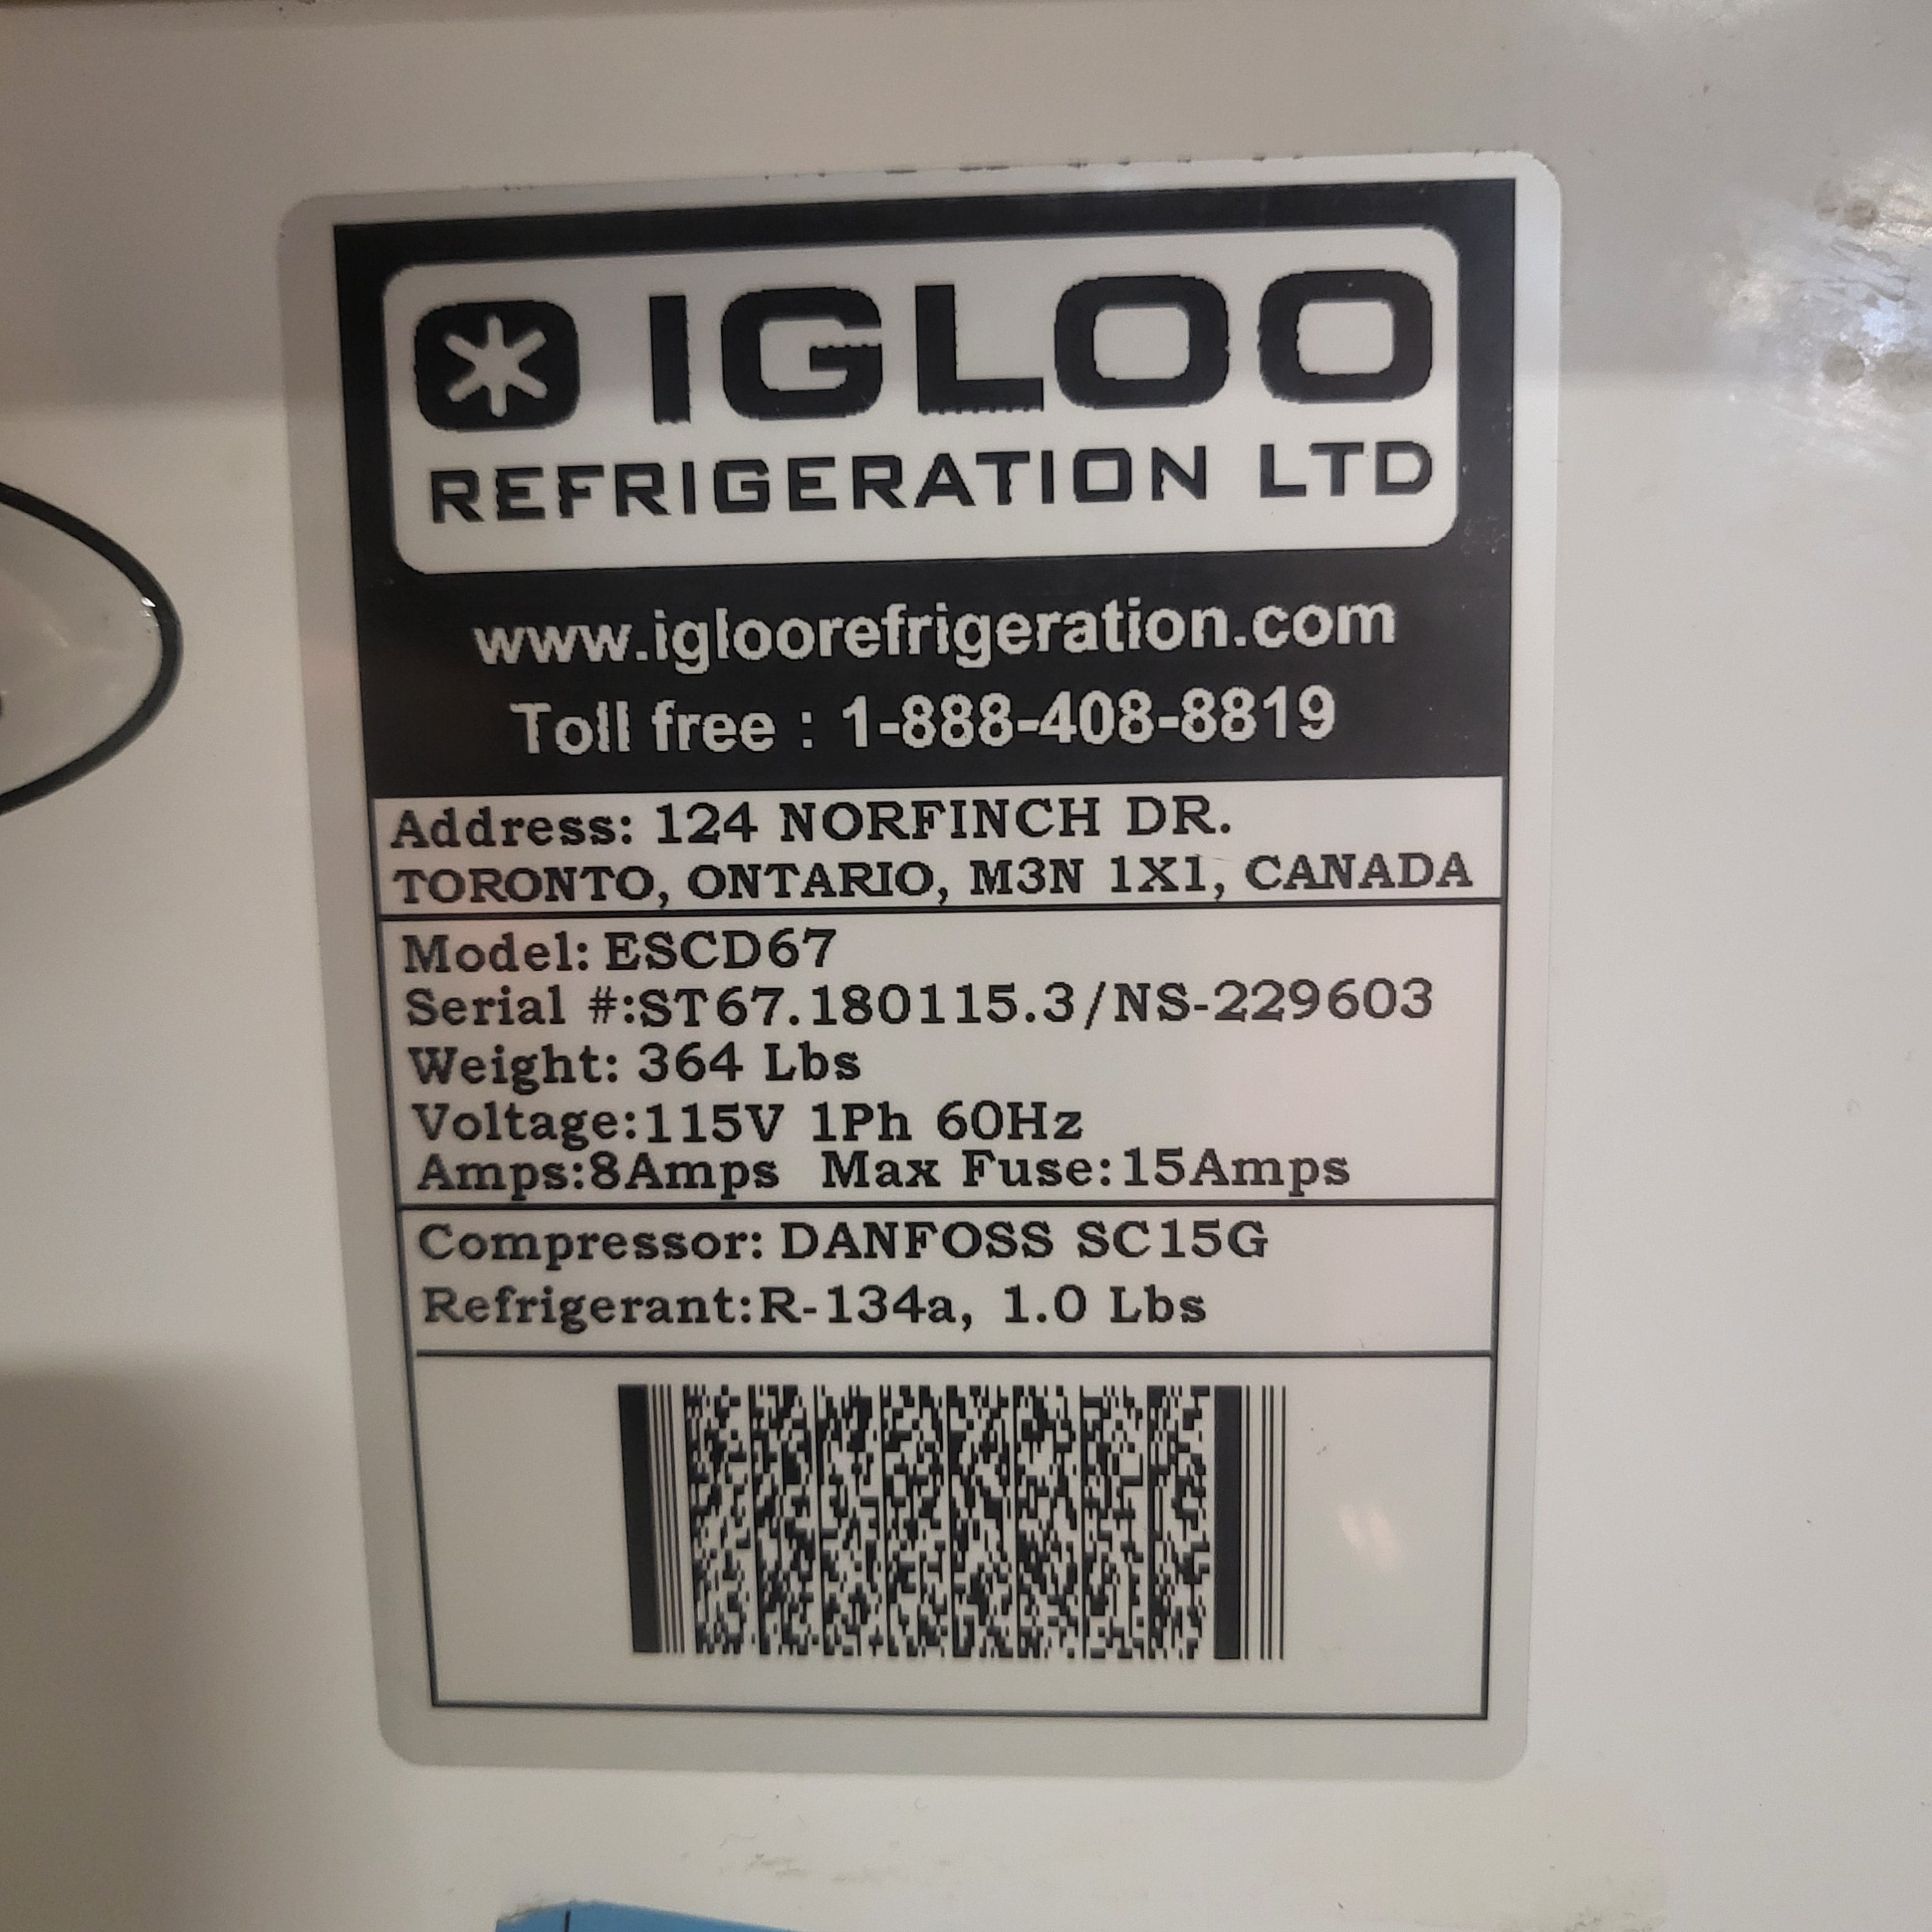 IGLOO
REFRIGERATION LTD
www.igloorefrigeration.com
Toll free : 1-888-408-8819
Address: 124 NORFINCH DR.
TORONTO, ONTARIO, M3N 1X1, CANADA
Model: ESCD67
Serial #:ST67.180115.3/NS-229603
Weight: 364 Lbs
Voltage:115V 1Ph 60Hz
Amps:8Amps Max Fuse:15Amps
Compressor: DANFOSS SC15G
Refrigerant:R-134a, 1.0 Lbs